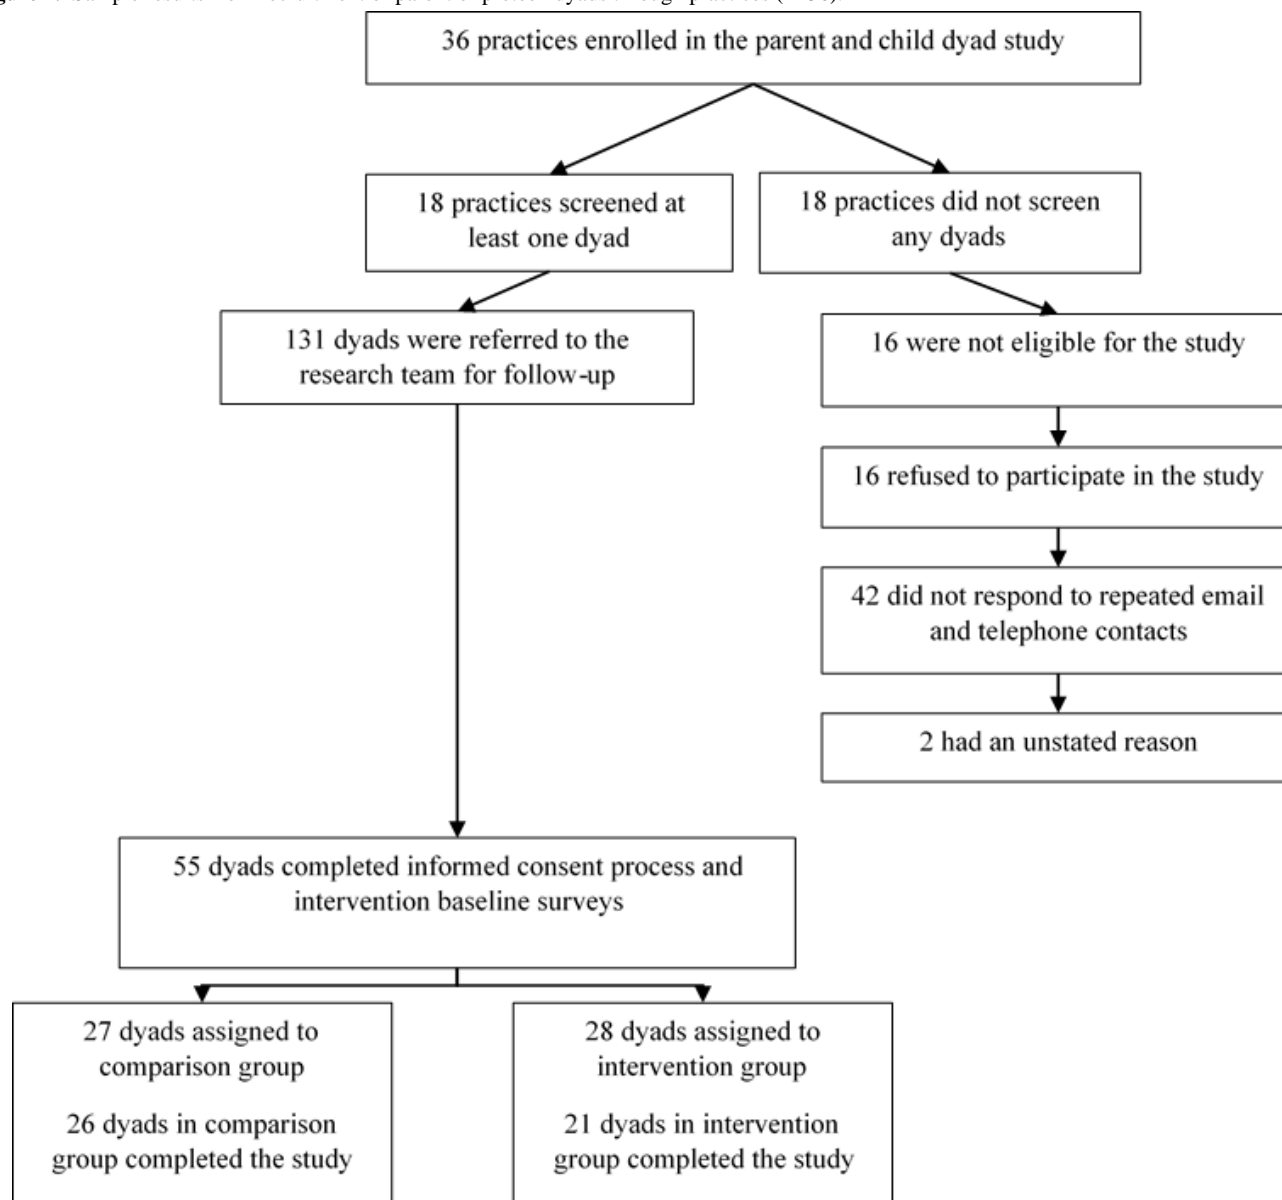 36 practices enrolled in the parent and child dyad study
18 practices screened at
least one dyad
18 practices did not screen
any dyads
131 dyads were referred to the
research team for follow-up
16 were not eligible for the study
16 refused to participate in the study
42 did not respond to repeated email
and telephone contacts
2 had an unstated reason
55 dyads completed informed consent process and
intervention baseline surveys
27 dyads assigned to
comparison group
26 dyads in comparison
group completed the study
28 dyads assigned to
intervention group
21 dyads in intervention
group completed the study